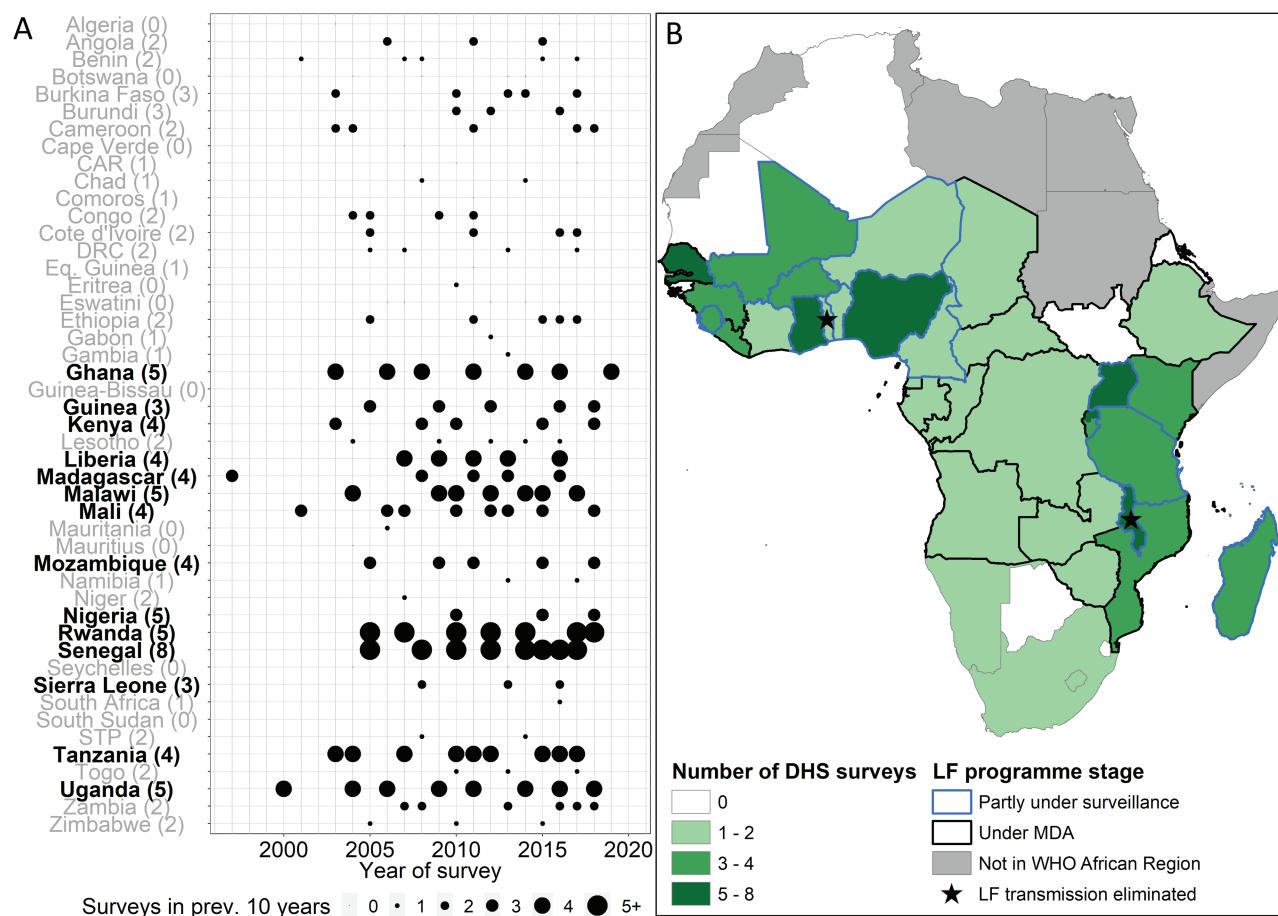 A
Algeria (0)
Angola (2)
Benin (2)
Botswana (0)
Burkina Faso (3)
Burundi (3)
Cameroon (2)
Cape Verde (0)
CAR (1)
Chad (1)
Comoros (1)
Congo (2)
Cote d'Ivoire (2)
DRC (2)
Eq. Guinea (1)
Eritrea (0)
Eswatini (0)
Ethiopia (2)
Gabon (1)
Gambia (1)
Ghana (5)
Guinea-Bissau (0)
Guinea (3)
Kenya (4)
Lesotho (2)
Liberia (4)
Madagascar (4)
Malawi (5)
Mali (4)
Mauritania (0)
Mauritius (0)
Mozambique (4)
Namibia (1)
Niger (2)
Nigeria (5)
Rwanda (5)
Senegal (8)
Seychelles (0)
Sierra Leone (3)
South Africa (1)
South Sudan (0)
STP (2)
Tanzania (4)
Togo (2)
Uganda (5)
Zambia (2)
Zimbabwe (2)
2000 2005 2010 2015 2020
Year of survey
Surveys in prev. 10 years 0 1 2 3 4 5+
B
Number of DHS surveys
0
1 - 2
3 - 4
5 - 8
LF programme stage
Partly under surveillance
Under MDA
Not in WHO African Region
LF transmission eliminated